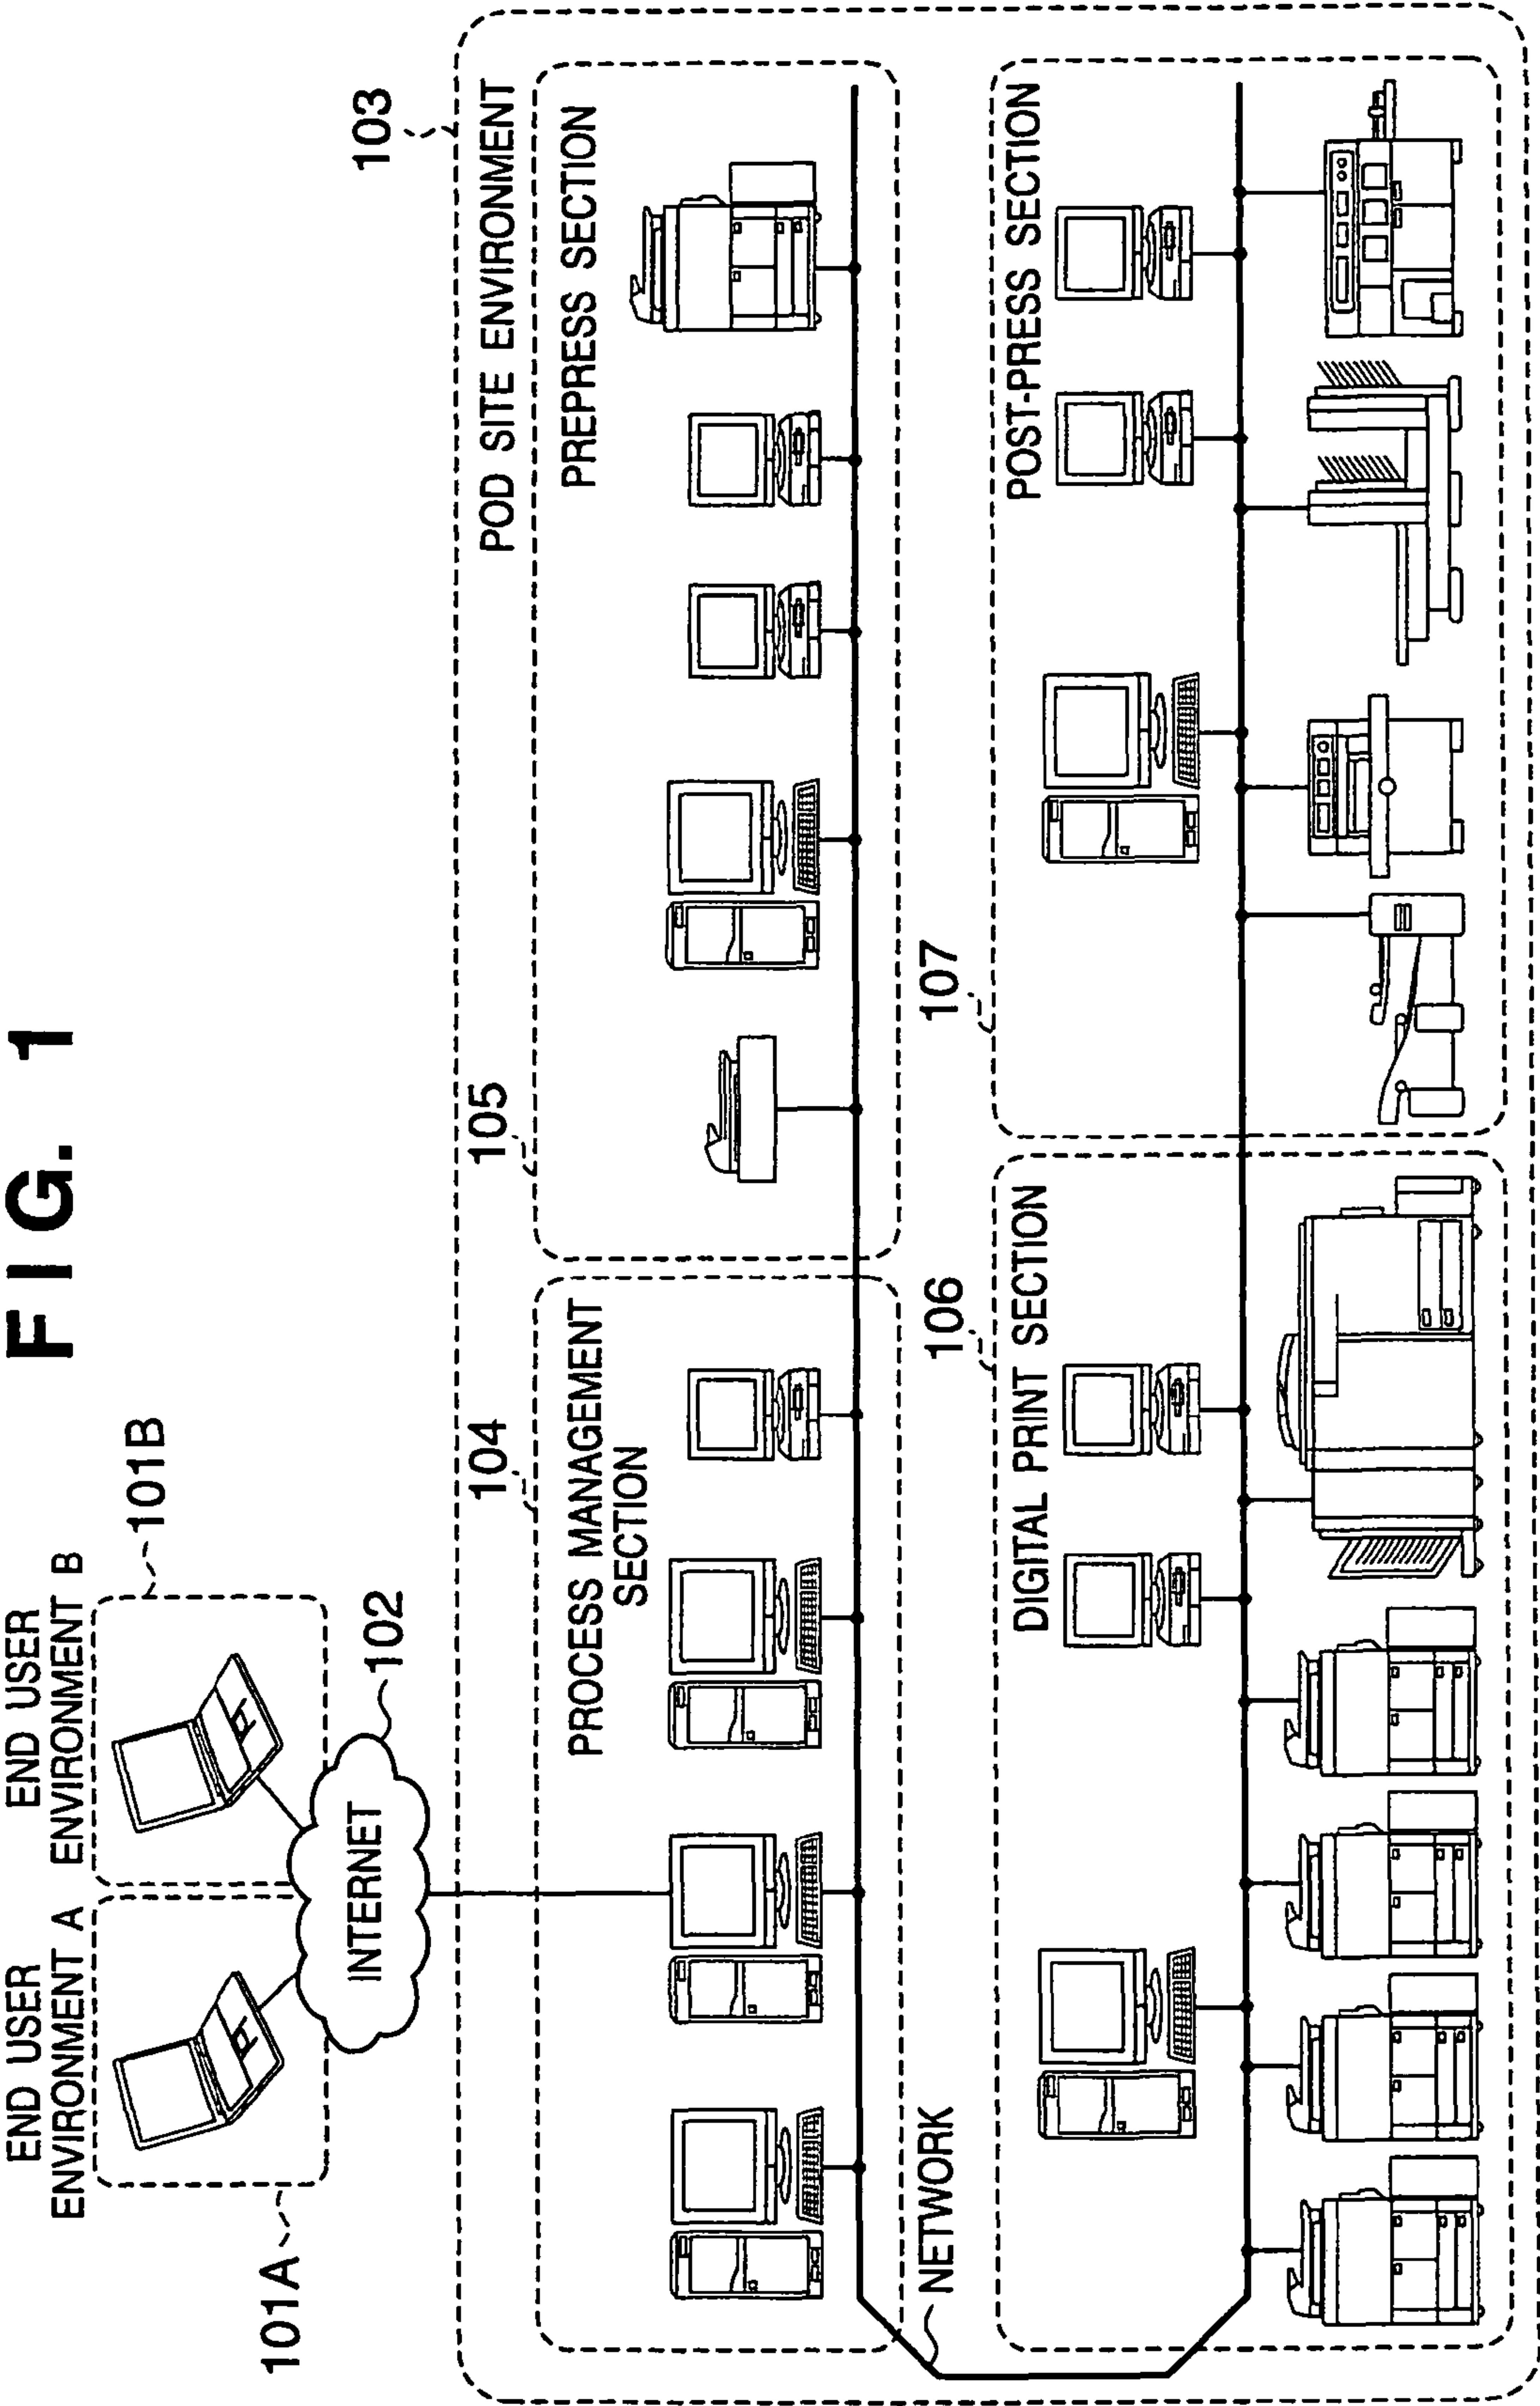 FIG. 1
END USER
ENVIRONMENT A
END USER
ENVIRONMENT B
101A
101B
INTERNET
102
103
POD SITE ENVIRONMENT
104
PROCESS MANAGEMENT
SECTION
105
PREPRESS SECTION
NETWORK
106
DIGITAL PRINT SECTION
107
POST-PRESS SECTION